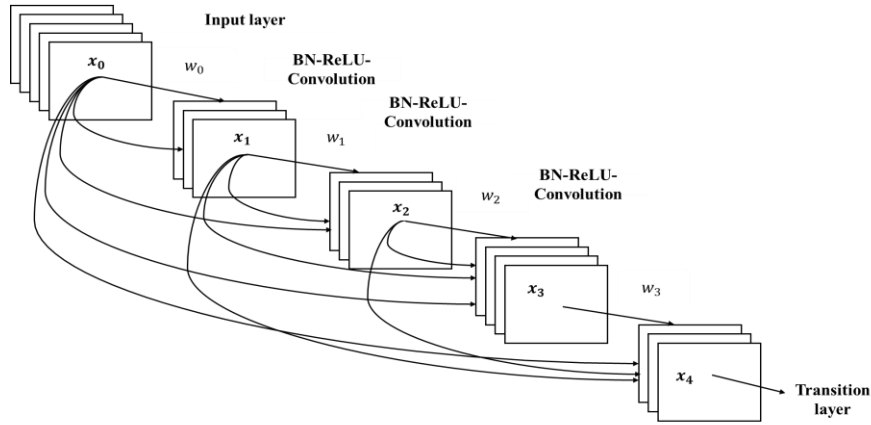 Input layer
x₀
w₀
BN-ReLU-
Convolution
x₁
w₁
BN-ReLU-
Convolution
x₂
w₂
BN-ReLU-
Convolution
x₃
w₃
x₄
Transition
layer